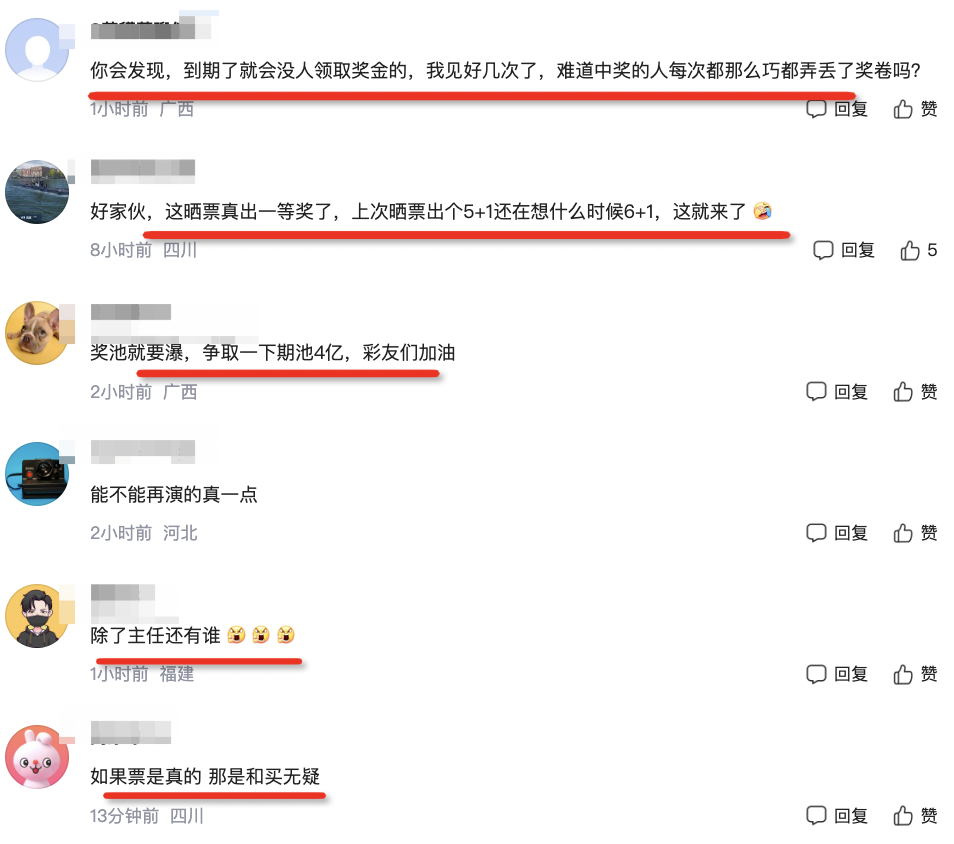 你会发现，到期了就会没人领取奖金的，我见好几次了，难道中奖的人每次都那么巧都弄丢了奖卷吗?
1小时前 广西
回复 赞
好家伙，这晒票真出一等奖了，上次晒票出个5+1还在想什么时候6+1，这就来了
8小时前 四川
回复 5
奖池就要瀑，争取一下期池4亿，彩友们加油
2小时前 广西
回复 赞
能不能再演的真一点
2小时前 河北
回复 赞
除了主任还有谁
1小时前 福建
回复 赞
如果票是真的 那是和买无疑
13分钟前 四川
回复 赞